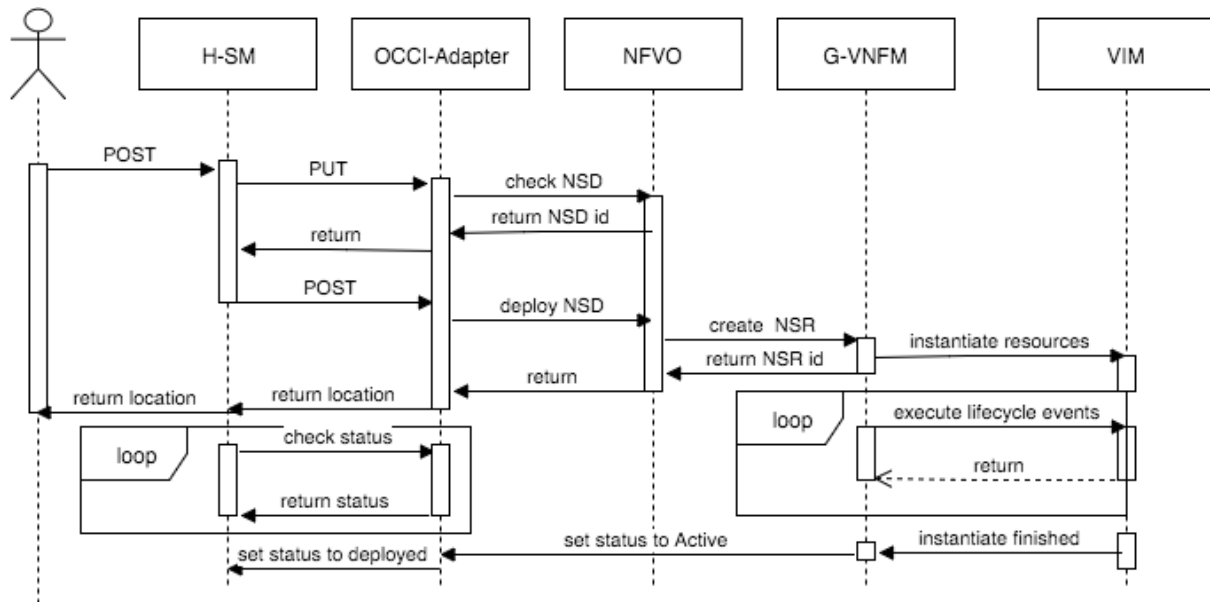 H-SM
OCCI-Adapter
NFVO
G-VNFM
VIM
POST
PUT
check NSD
return NSD id
return
POST
deploy NSD
create NSR
instantiate resources
return NSR id
return
return location
return location
loop
execute lifecycle events
loop
check status
return
return status
set status to Active
instantiate finished
set status to deployed